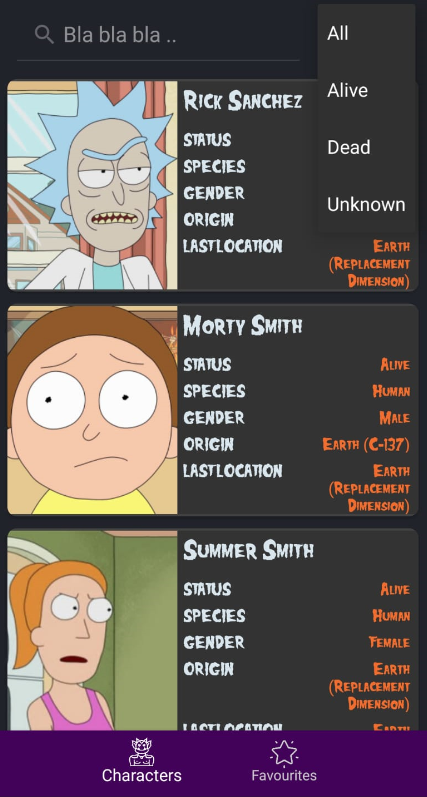 Bla bla bla ..
All
Alive
Dead
Unknown
Rick Sanchez
STATUS
SPECIES
GENDER
ORIGIN
LASTLOCATION Earth
(Replacement
Dimension)
Morty Smith
STATUS Alive
SPECIES Human
GENDER Male
ORIGIN Earth (C-137)
LASTLOCATION Earth
(Replacement
Dimension)
Summer Smith
STATUS Alive
SPECIES Human
GENDER Female
ORIGIN Earth
(Replacement
Dimension)
LASTLOCATION Earth
Characters
Favourites